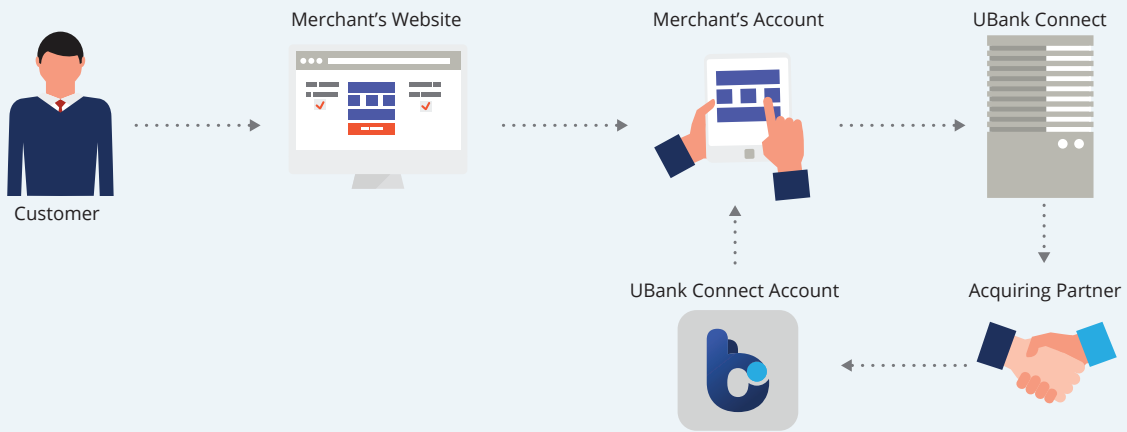 Merchant's Website
Merchant's Account
UBank Connect
Customer
UBank Connect Account
Acquiring Partner